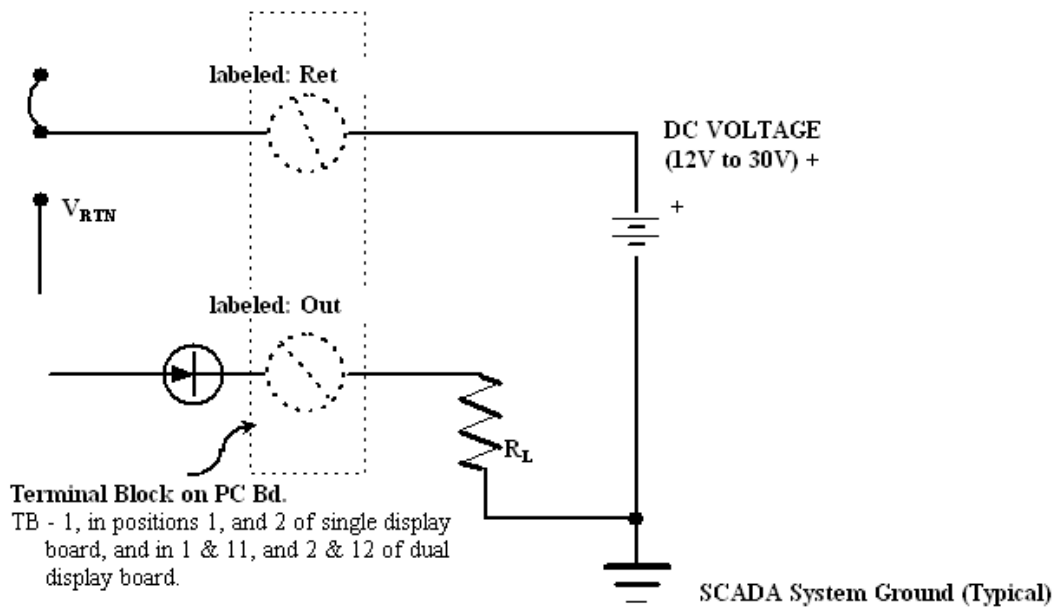 labeled: Ret
DC VOLTAGE
(12V to 30V) +
+
VRTN
labeled: Out
RL
Terminal Block on PC Bd.
TB - 1, in positions 1, and 2 of single display
board, and in 1 & 11, and 2 & 12 of dual
display board.
SCADA System Ground (Typical)